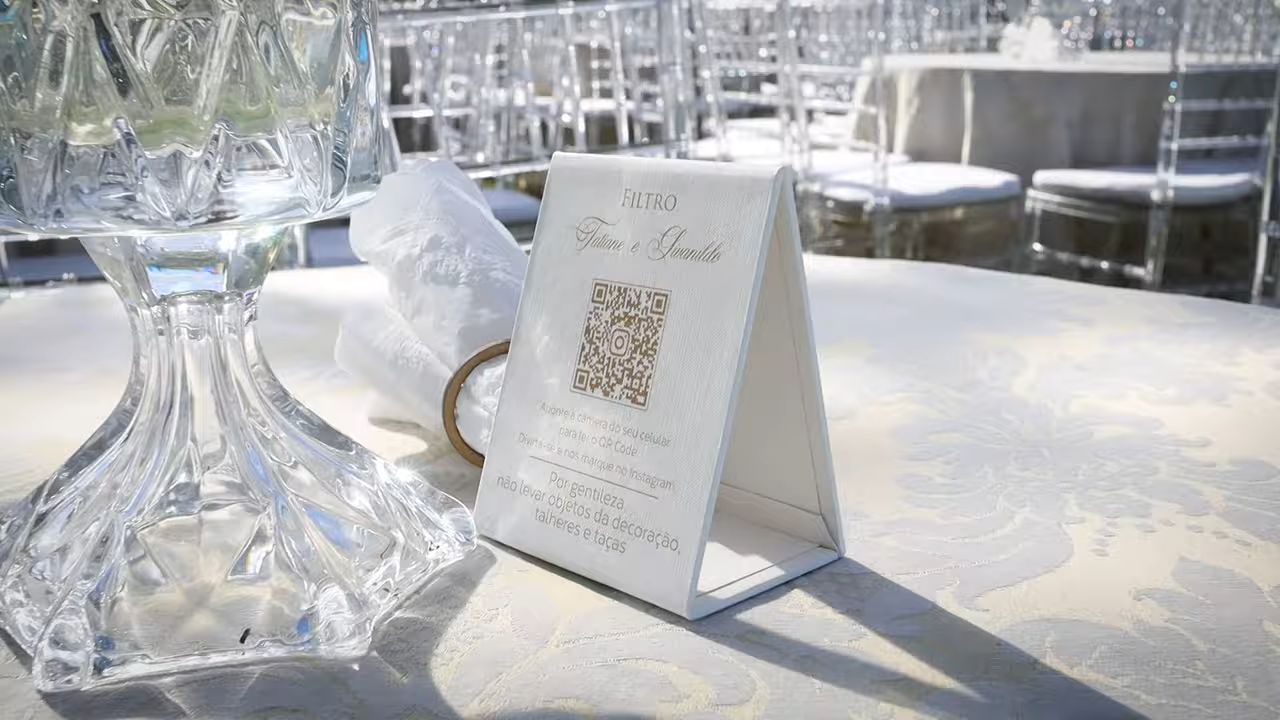 FILTRO
Tatiane e Sivanildo
Aponte a câmera do seu celular
para ler o QR Code
Divirta-se e nos marque no Instagram
Por gentileza,
não levar objetos da decoração,
talheres e taças